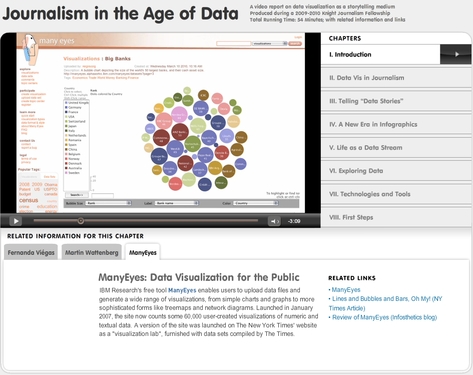 Journalism in the Age of Data
A video report on data visualization as a storytelling medium
Produced during a 2009-2010 Knight Journalism Fellowship
Total Running Time: 54 minutes; with related information and links
many eyes
Visualizations : Big Banks
CHAPTERS
I. Introduction
II. Data Vis in Journalism
III. Telling "Data Stories"
IV. A New Era in Infographics
V. Life as a Data Stream
VI. Exploring Data
VII. Technologies and Tools
VIII. First Steps
-3:09
RELATED INFORMATION FOR THIS CHAPTER
Fernanda Viégas
Martin Wattenberg
ManyEyes
ManyEyes: Data Visualization for the Public
IBM Research's free tool ManyEyes enables users to upload data files and
generate a wide range of visualizations, from simple charts and graphs to more
sophisticated forms like treemaps and network diagrams. Launched in January
2007, the site now counts some 60,000 user-created visualizations of numeric and
textual data. A version of the site was launched on The New York Times' website
as a "visualization lab", furnished with data sets compiled by The Times.
RELATED LINKS
• ManyEyes
• Lines and Bubbles and Bars, Oh My! (NY
Times Article)
• Review of ManyEyes (Infosthetics blog)